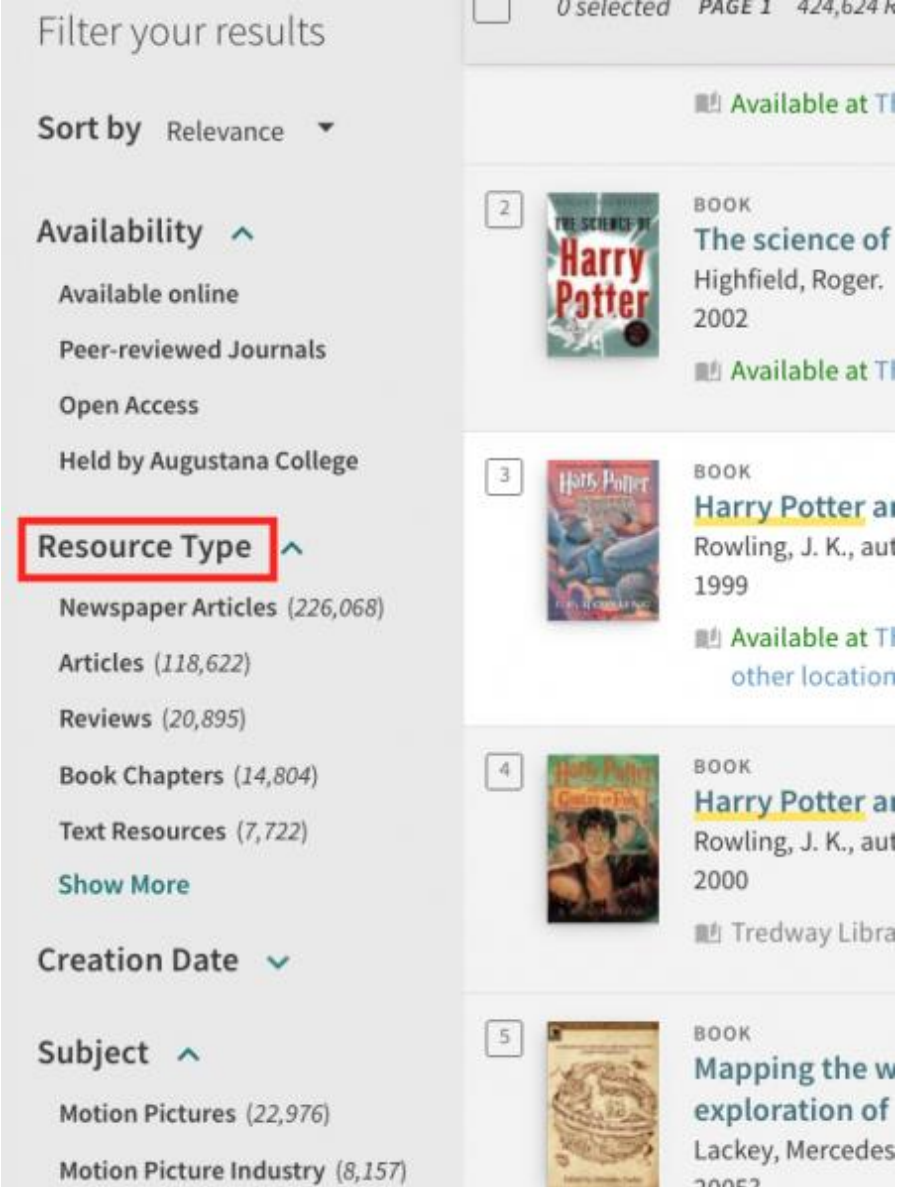 Filter your results
Sort by Relevance
Availability
Available online
Peer-reviewed Journals
Open Access
Held by Augustana College
Resource Type
Newspaper Articles (226,068)
Articles (118,622)
Reviews (20,895)
Book Chapters (14,804)
Text Resources (7,722)
Show More
Creation Date
Subject
Motion Pictures (22,976)
Motion Picture Industry (8,157)
0 selected PAGE 1 424,624
Available at
2
THE SCIENCE OF
Harry
Potter
BOOK
The science of
Highfield, Roger.
2002
Available at
3
Harry Potter
BOOK
Harry Potter
Rowling, J. K.,
1999
Available at
other location
4
Harry Potter
Goblet of Fire
BOOK
Harry Potter
Rowling, J. K.,
2000
Tredway
5
BOOK
Mapping the
exploration of
Lackey, Mercedes